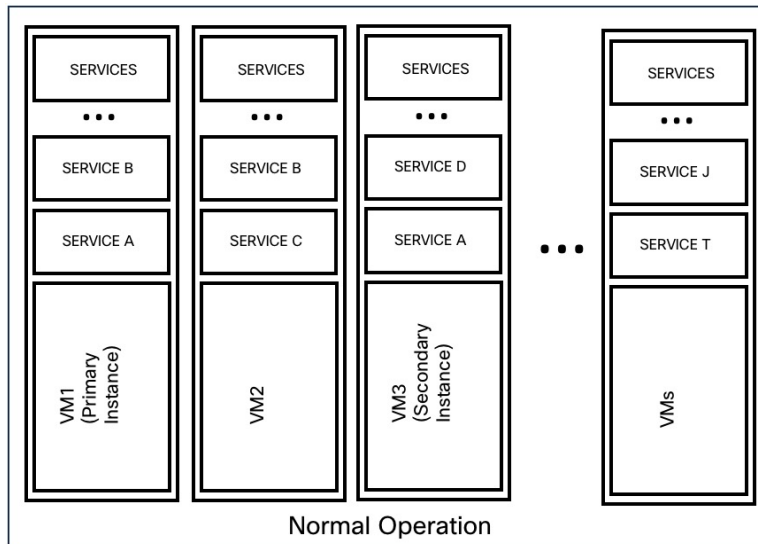 SERVICES
...
SERVICE B
SERVICE A
VM1
(Primary
Instance)
SERVICES
...
SERVICE B
SERVICE C
VM2
SERVICES
...
SERVICE D
SERVICE A
VM3
(Secondary
Instance)
...
SERVICES
...
SERVICE J
SERVICE T
VMs
Normal Operation